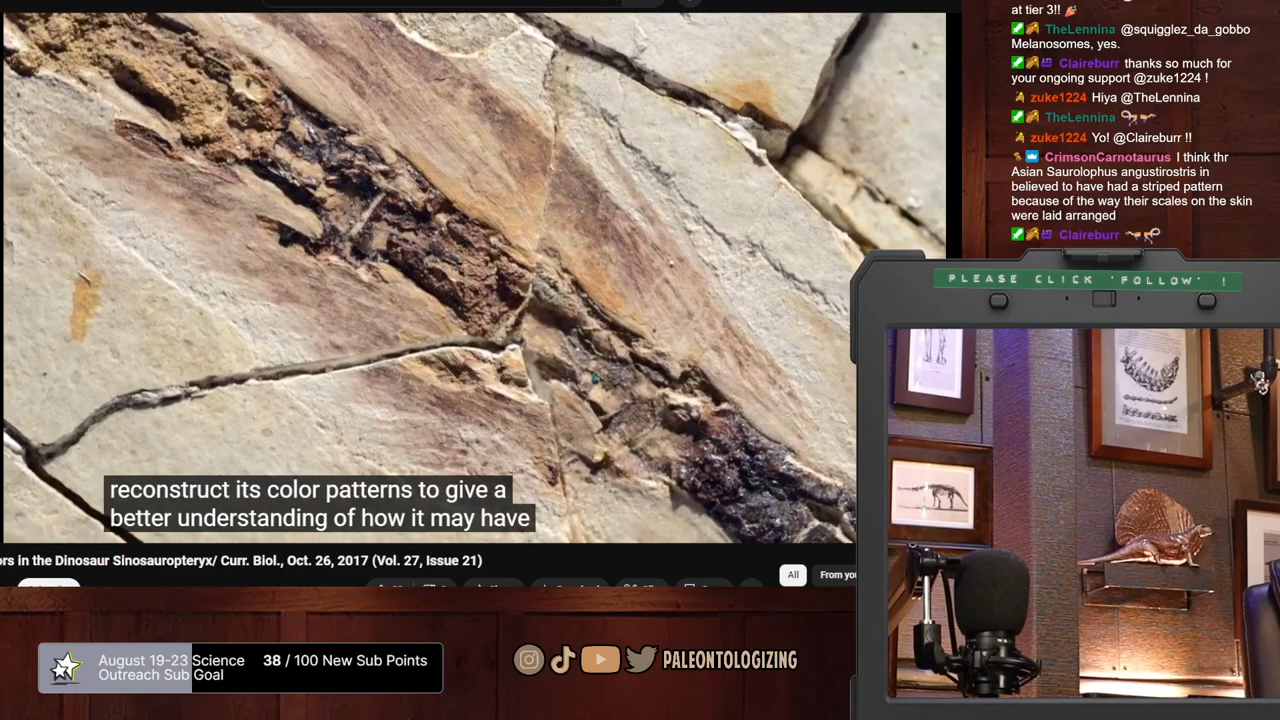 at tier 3!!
TheLennina @squigglez_da_gobbo
Melanosomes, yes.
Claireburr thanks so much for
your ongoing support @zuke1224 !
zuke1224 Hiya @TheLennina
TheLennina
zuke1224 Yo! @Claireburr !!
CrimsonCarnotaurus I think thr
Asian Saurolophus angustirostris in
believed to have had a striped pattern
because of the way their scales on the skin
were laid arranged
Claireburr
PLEASE CLICK "FOLLOW" !
reconstruct its color patterns to give a
better understanding of how it may have
ors in the Dinosaur Sinosauropteryx/ Curr. Biol., Oct. 26, 2017 (Vol. 27, Issue 21)
All
From you
August 19-23 Science
Outreach Sub Goal
38 / 100 New Sub Points
PALEONTOLOGIZING